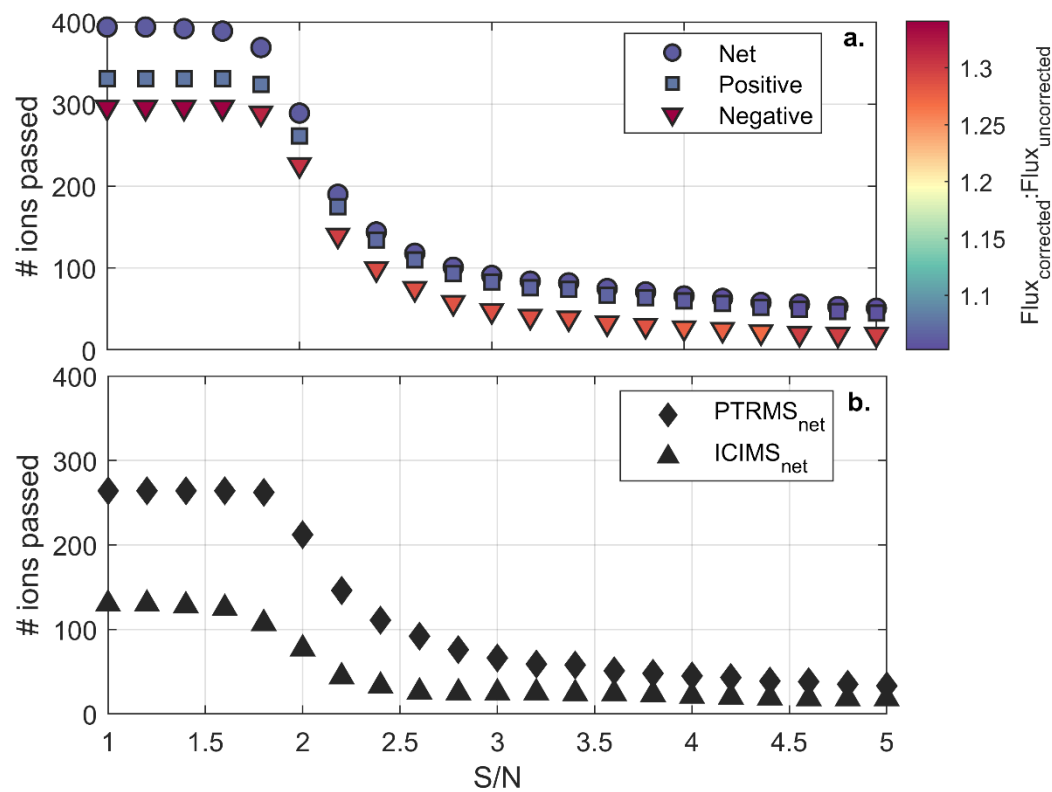 a.
400
300
200
100
0
# ions passed
Net
Positive
Negative
1.3
1.25
1.2
1.15
1.1
Flux_corrected:Flux_uncorrected
b.
400
300
200
100
0
# ions passed
PTRMS_net
ICIMS_net
1 1.5 2 2.5 3 3.5 4 4.5 5
S/N